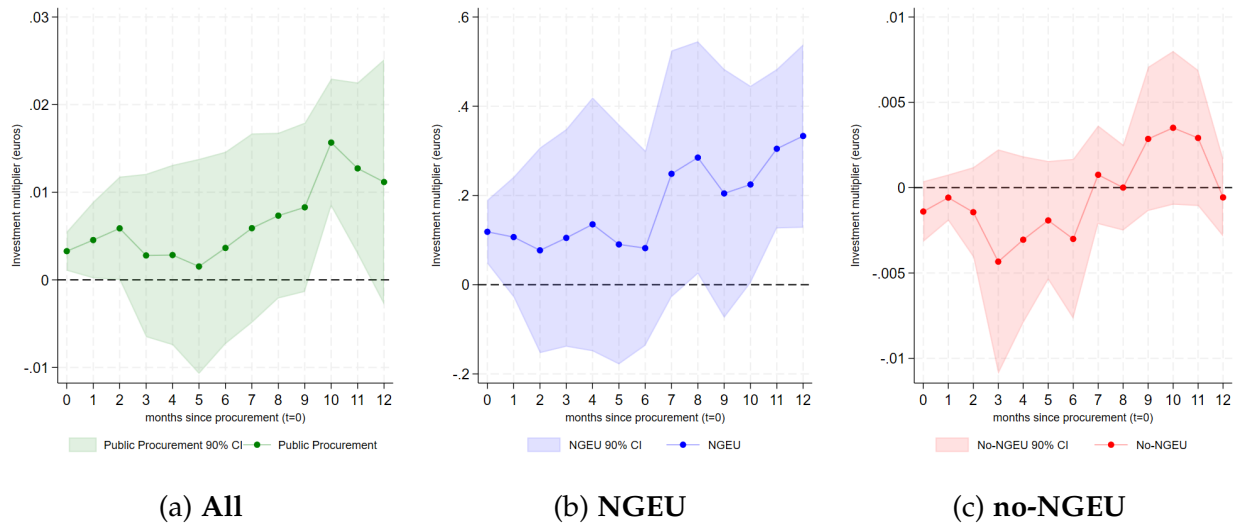 .03
.02
.01
0
-.01
Investment multiplier (euros)
0 1 2 3 4 5 6 7 8 9 10 11 12
months since procurement (t=0)
Public Procurement 90% CI Public Procurement
(a) All
.6
.4
.2
0
-.2
Investment multiplier (euros)
0 1 2 3 4 5 6 7 8 9 10 11 12
months since procurement (t=0)
NGEU 90% CI NGEU
(b) NGEU
.01
.005
0
-.005
-.01
Investment multiplier (euros)
0 1 2 3 4 5 6 7 8 9 10 11 12
months since procurement (t=0)
No-NGEU 90% CI No-NGEU
(c) no-NGEU